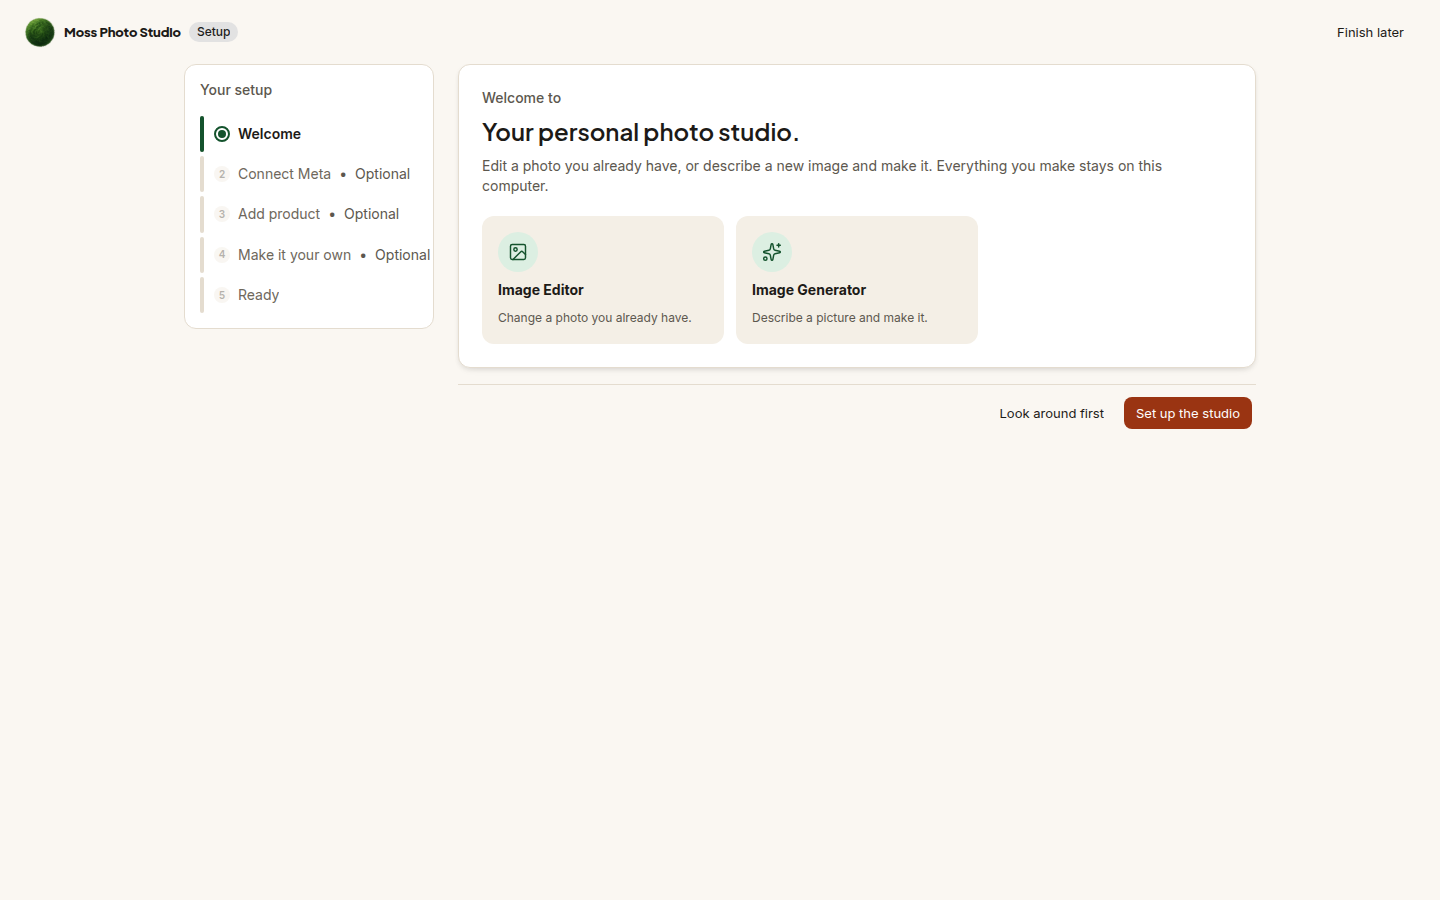 Moss Photo Studio
Setup
Finish later
Your setup
Welcome
2 Connect Meta • Optional
3 Add product • Optional
4 Make it your own • Optional
5 Ready
Welcome to
Your personal photo studio.
Edit a photo you already have, or describe a new image and make it. Everything you make stays on this
computer.
Image Editor
Change a photo you already have.
Image Generator
Describe a picture and make it.
Look around first
Set up the studio